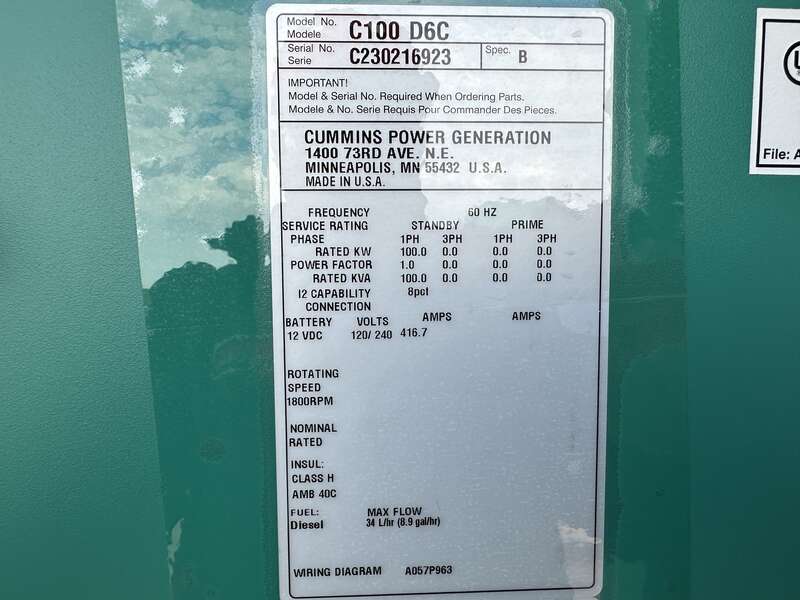 Model No. C100 D6C
Modele
Serial No. C230216923 Spec. B
Serie
IMPORTANT!
Model & Serial No. Required When Ordering Parts.
Modele & No. Serie Requis Pour Commander Des Pieces.
CUMMINS POWER GENERATION
1400 73RD AVE. N.E.
MINNEAPOLIS, MN 55432 U.S.A.
MADE IN U.S.A.
FREQUENCY 60 HZ
SERVICE RATING STANDBY PRIME
PHASE 1PH 3PH 1PH 3PH
RATED KW 100.0 0.0 0.0 0.0
POWER FACTOR 1.0 0.0 0.0 0.0
RATED KVA 100.0 0.0 0.0 0.0
I2 CAPABILITY 8pct
CONNECTION
BATTERY VOLTS AMPS AMPS
12 VDC 120/ 240 416.7
ROTATING
SPEED
1800RPM
NOMINAL
RATED
INSUL:
CLASS H
AMB 40C
FUEL: MAX FLOW
Diesel 34 L/hr (8.9 gal/hr)
WIRING DIAGRAM A057P963
File: